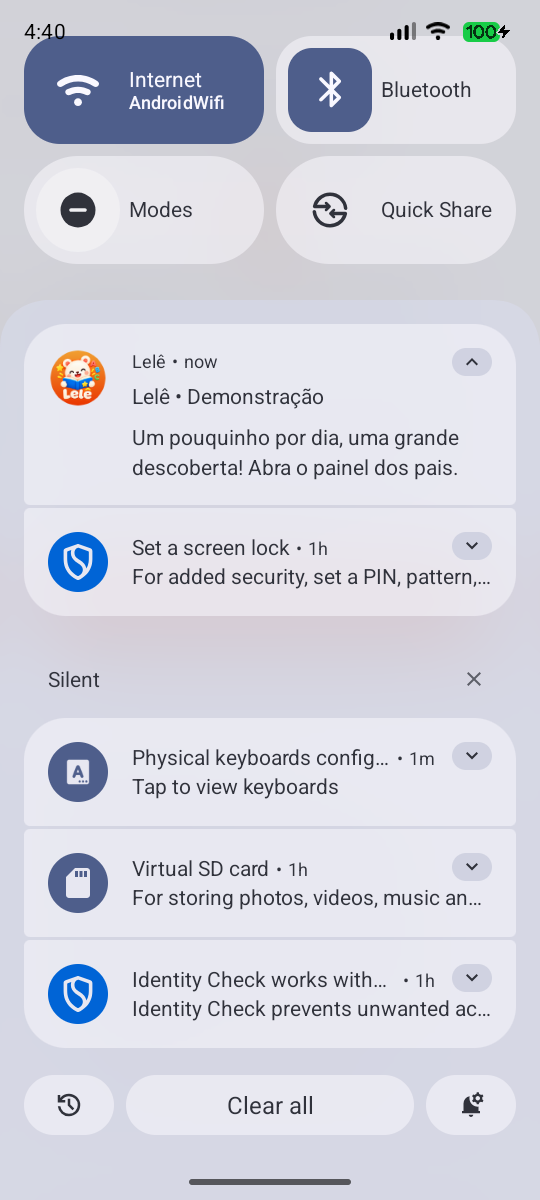 4:40
100
Internet
AndroidWifi
Bluetooth
Modes
Quick Share
Lelê • now
Lelê
Lelê • Demonstração
Um pouquinho por dia, uma grande
descoberta! Abra o painel dos pais.
Set a screen lock • 1h
For added security, set a PIN, pattern,...
Silent
Physical keyboards config... • 1m
A
Tap to view keyboards
Virtual SD card • 1h
For storing photos, videos, music an...
Identity Check works with... • 1h
Identity Check prevents unwanted ac...
Clear all